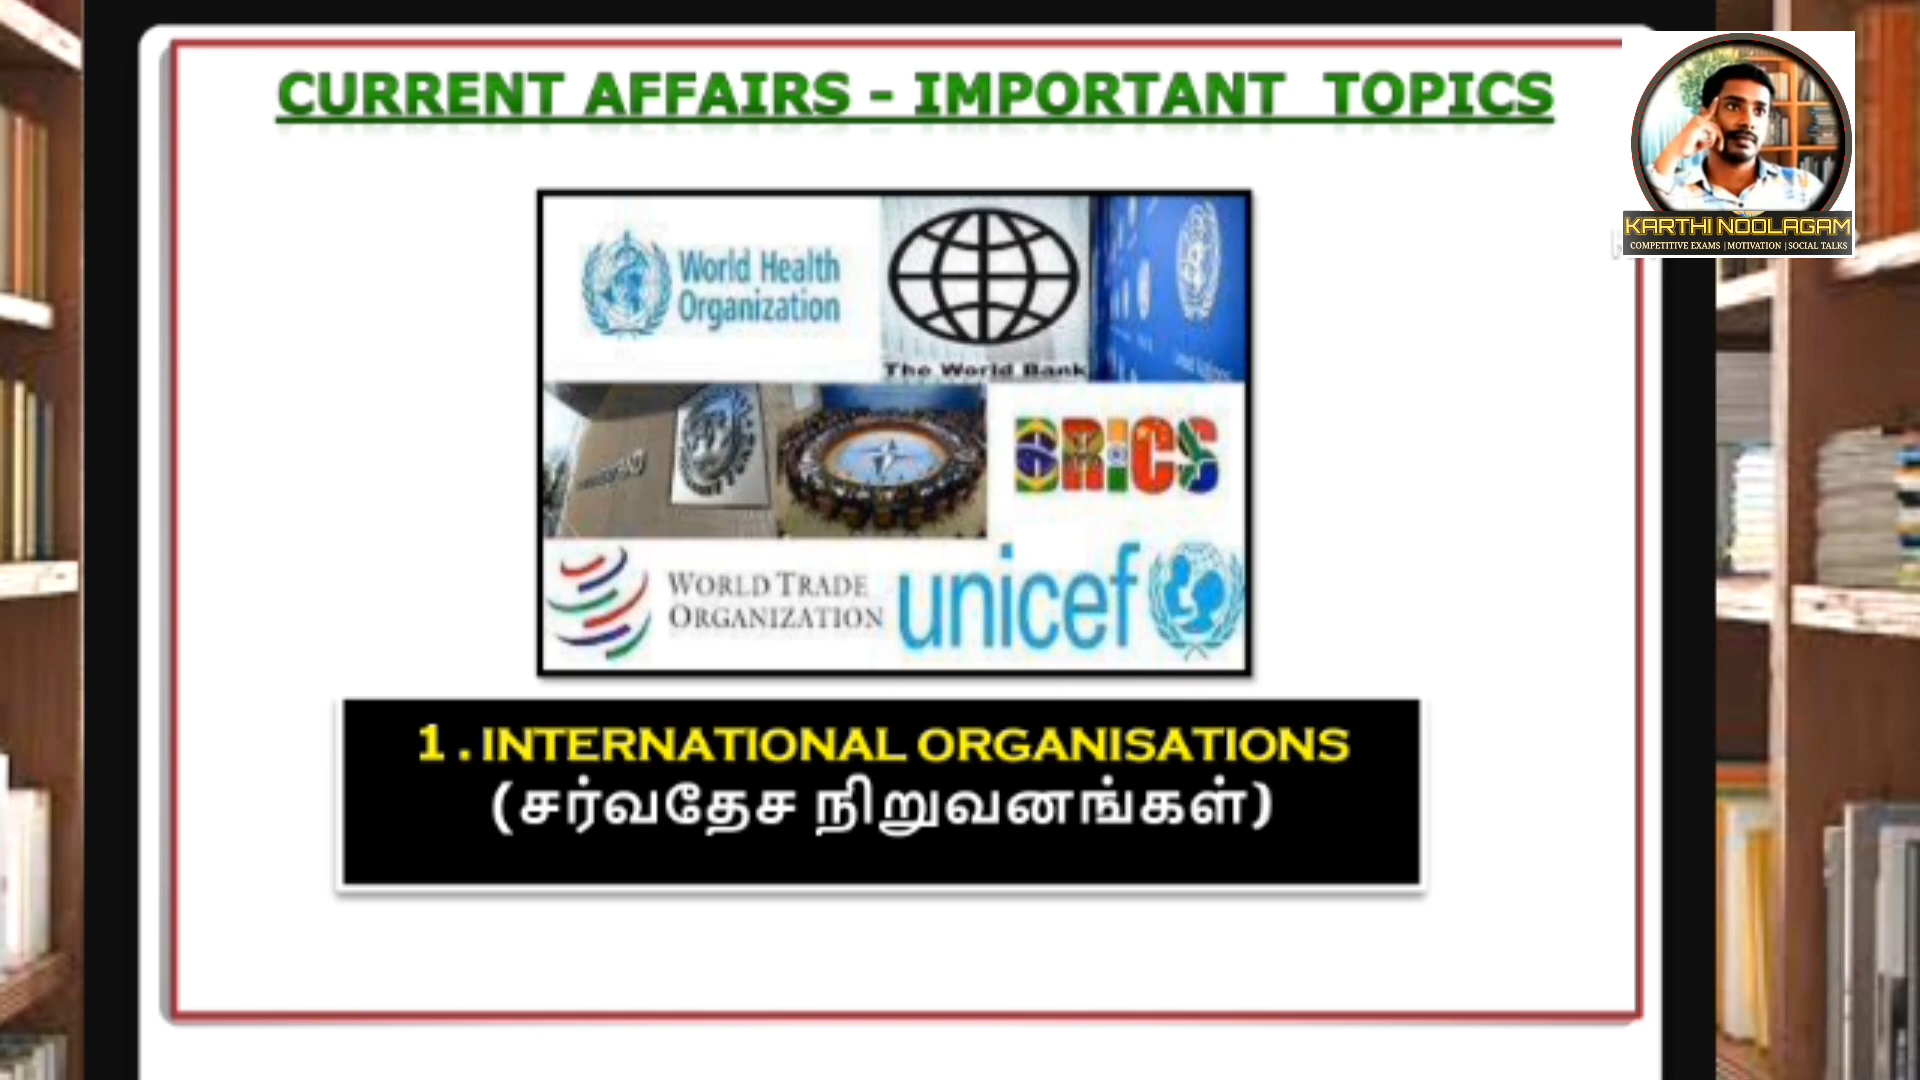 CURRENT AFFAIRS - IMPORTANT TOPICS
KARTHI NOOLAGAM
COMPETITIVE EXAMS | MOTIVATION | SOCIAL TALKS
World Health
Organization
The World Bank
BRICS
WORLD TRADE
ORGANIZATION
unicef
1 . INTERNATIONAL ORGANISATIONS
(சர்வதேச நிறுவனங்கள்)